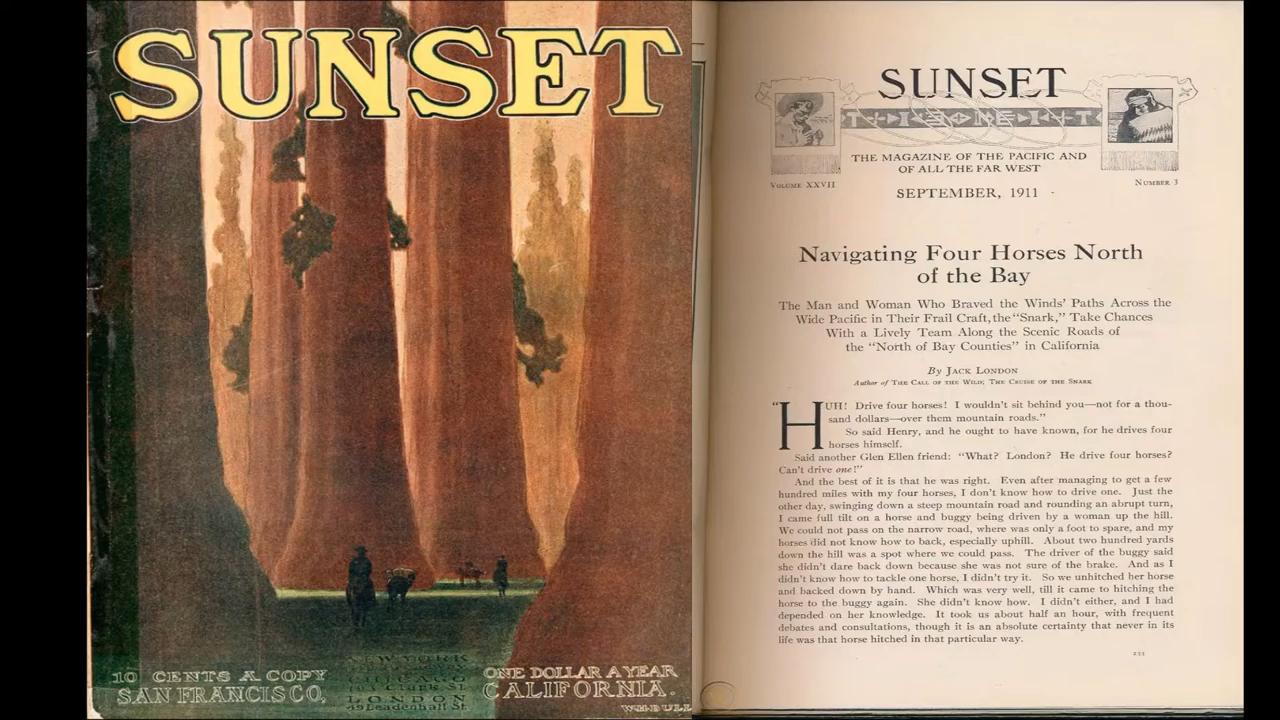 SUNSET
10 CENTS A COPY
SAN FRANCISCO,
NEW YORK
CHICAGO
LONDON
49 Leadenhall St.
ONE DOLLAR A YEAR
CALIFORNIA.
SUNSET
THE MAGAZINE OF THE PACIFIC AND
OF ALL THE FAR WEST
VOLUME XXVII
NUMBER 3
SEPTEMBER, 1911
Navigating Four Horses North
of the Bay
The Man and Woman Who Braved the Winds' Paths Across the
Wide Pacific in Their Frail Craft, the "Snark," Take Chances
With a Lively Team Along the Scenic Roads of
the "North of Bay Counties" in California
By JACK LONDON
Author of THE CALL OF THE WILD; THE CRUISE OF THE SNARK
"HUH! Drive four horses! I wouldn't sit behind you—not for a thou-
sand dollars—over them mountain roads."
So said Henry, and he ought to have known, for he drives four
horses himself.
Said another Glen Ellen friend: "What? London? He drive four horses?
Can't drive one!"
And the best of it is that he was right. Even after managing to get a few
hundred miles with my four horses, I don't know how to drive one. Just the
other day, swinging down a steep mountain road and rounding an abrupt turn,
I came full tilt on a horse and buggy being driven by a woman up the hill.
We could not pass on the narrow road, where was only a foot to spare, and my
horses did not know how to back, especially uphill. About two hundred yards
down the hill was a spot where we could pass. The driver of the buggy said
she didn't dare back down because she was not sure of the brake. And as I
didn't know how to tackle one horse, I didn't try it. So we unhitched her horse
and backed down by hand. Which was very well, till it came to hitching the
horse to the buggy again. She didn't know how. I didn't either, and I had
depended on her knowledge. It took us about half an hour, with frequent
debates and consultations, though it is an absolute certainty that never in its
life was that horse hitched in that particular way.